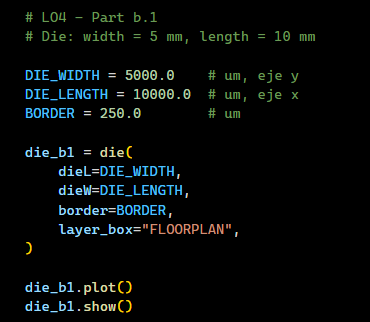 # LO4 – Part b.1
# Die: width = 5 mm, length = 10 mm
DIE_WIDTH = 5000.0    # um, eje y
DIE_LENGTH = 10000.0  # um, eje x
BORDER = 250.0        # um
die_b1 = die(
    dieL=DIE_WIDTH,
    dieW=DIE_LENGTH,
    border=BORDER,
    layer_box="FLOORPLAN",
)
die_b1.plot()
die_b1.show()